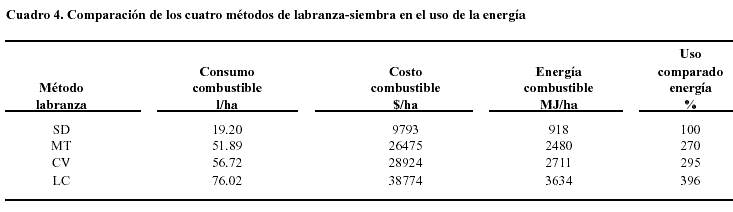 Cuadro 4. Comparación de los cuatro métodos de labranza-siembra en el uso de la energía
Uso
Consumo Costo Energía comparado
Método combustible combustible combustible energía
labranza l/ha $/ha MJ/ha %
SD 19.20 9793 918 100
MT 51.89 26475 2480 270
CV 56.72 28924 2711 295
LC 76.02 38774 3634 396